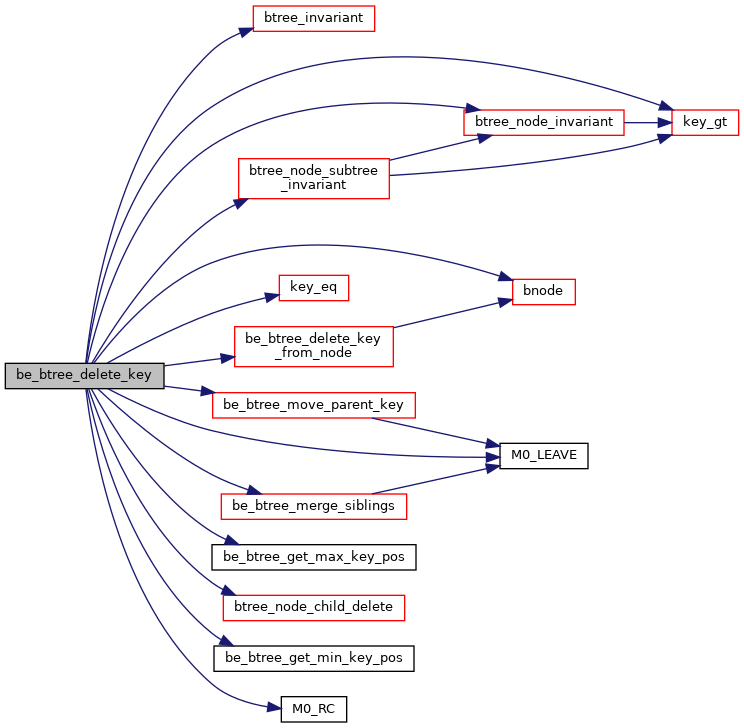 btree_invariant
btree_node_invariant
key_gt
btree_node_subtree
_invariant
key_eq
bnode
be_btree_delete_key
_from_node
be_btree_delete_key
be_btree_move_parent_key
M0_LEAVE
be_btree_merge_siblings
be_btree_get_max_key_pos
btree_node_child_delete
be_btree_get_min_key_pos
M0_RC